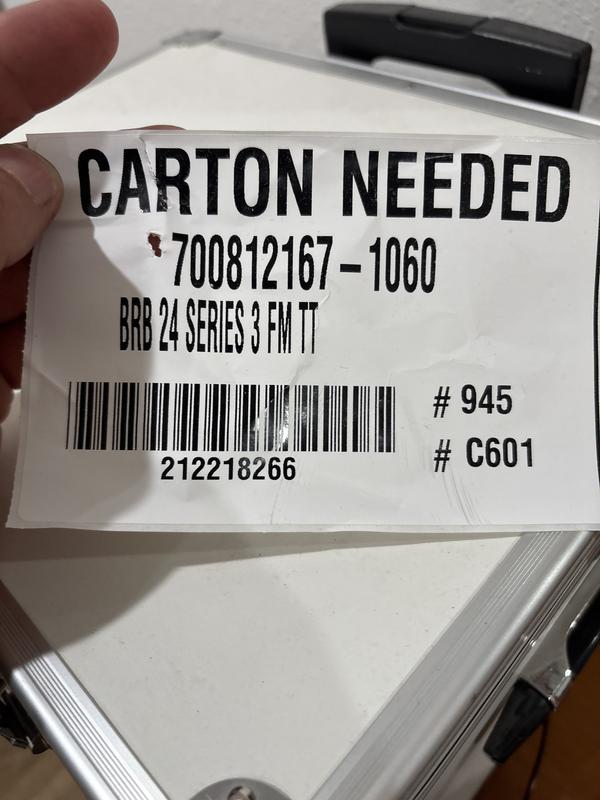 CARTON NEEDED
700812167-1060
BRB 24 SERIES 3 FM TT
# 945
# C601
212218266